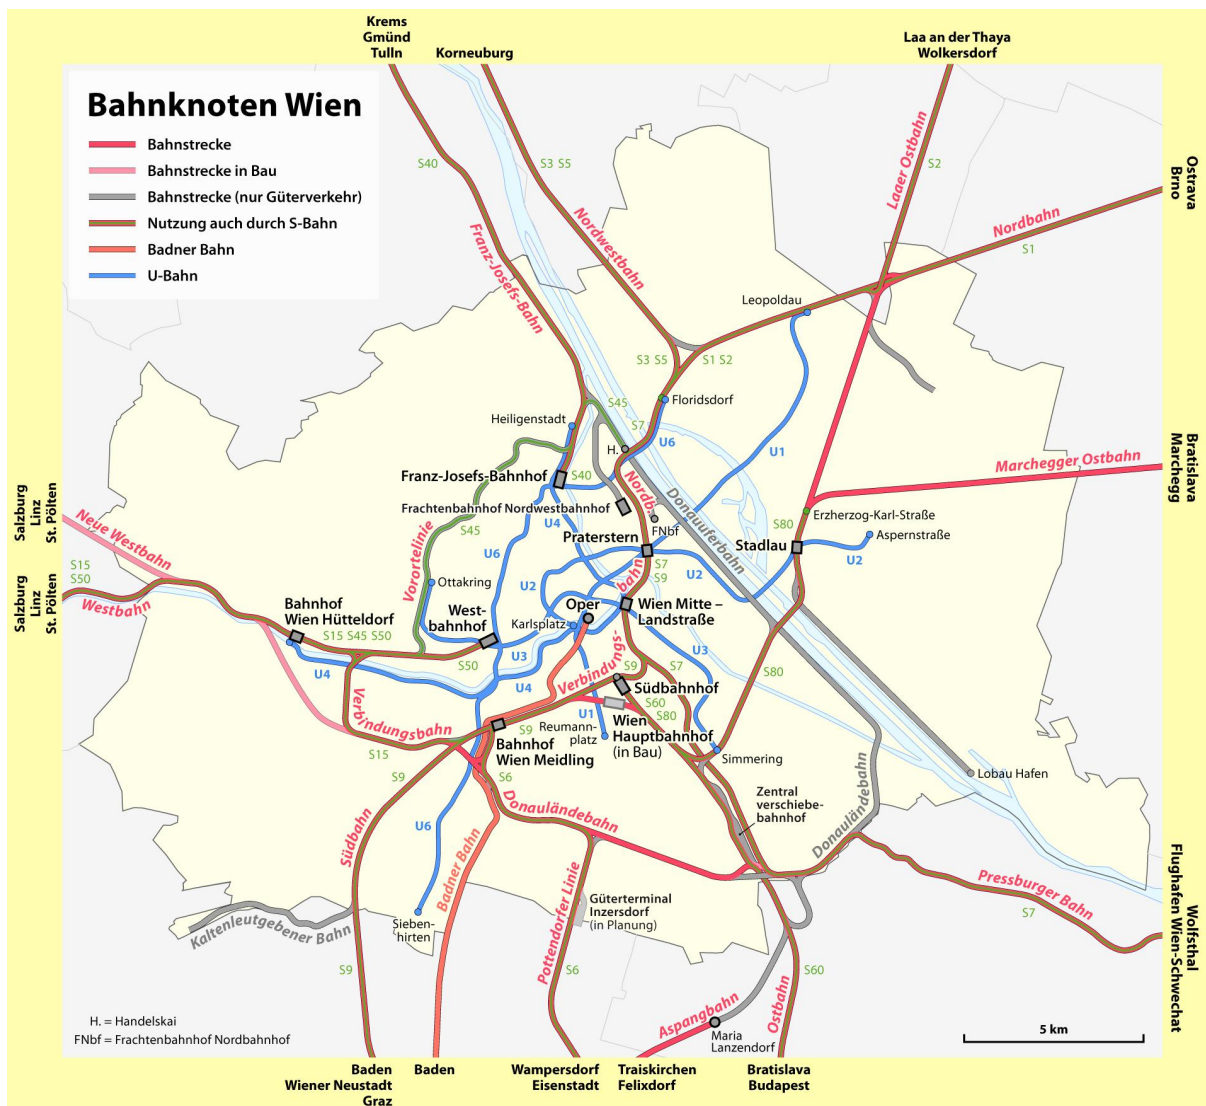 Krems
Gmünd
Tulln
Korneuburg
Laa an der Thaya
Wolkersdorf
Bahnknoten Wien
Bahnstrecke
Bahnstrecke in Bau
Bahnstrecke (nur Güterverkehr)
Nutzung auch durch S-Bahn
Badner Bahn
U-Bahn
S40
S3 S5
S2
Laaer Ostbahn
Ostrava
Brno
Nordbahn
S1
Nordwestbahn
Franz-Josefs-Bahn
Leopoldau
S3 S5
S1 S2
S45
Floridsdorf
S7
Heiligenstadt
H.
U6
U1
Bratislava
Marchegg
Marchegger Ostbahn
Franz-Josefs-Bahnhof
S40
Nordb.
Donauuferbahn
Frachtenbahnhof Nordwestbahnhof
FNbf
Erzherzog-Karl-Straße
S80
Salzburg
Linz
St. Pölten
Neue Westbahn
Vorortelinie
S45
U4
U6
Praterstern
Stadlau
Aspernstraße
U2
S15
S50
Salzburg
Linz
St. Pölten
Westbahn
Ottakring
U2
bahn
S7
S9
U2
Bahnhof
Wien Hütteldorf
West-
bahnhof
Oper
Karlsplatz
Wien Mitte –
Landstraße
S15 S45 S50
S50
U3
U3
U4
U4
Verbindungs-
S9
S7
S80
Südbahnhof
S60
S80
Verbindungsbahn
S9
U1
Reumann-
platz
Wien
Hauptbahnhof
(in Bau)
S15
Bahnhof
Wien Meidling
Simmering
S9
S6
Lobau Hafen
Zentral
verschiebe-
bahnhof
Donauländebahn
Donauländebahn
U6
Südbahn
Badner Bahn
Pottendorfer Linie
Güterterminal
Inzersdorf
(in Planung)
Pressburger Bahn
S7
Wolfsthal
Flughafen Wien-Schwechat
Kaltenleutgebener Bahn
Sieben-
hirten
S9
S6
S60
Aspangbahn
Ostbahn
Maria
Lanzendorf
H. = Handelskai
FNbf = Frachtenbahnhof Nordbahnhof
5 km
Baden
Wiener Neustadt
Graz
Baden
Wampersdorf
Eisenstadt
Traiskirchen
Felixdorf
Bratislava
Budapest